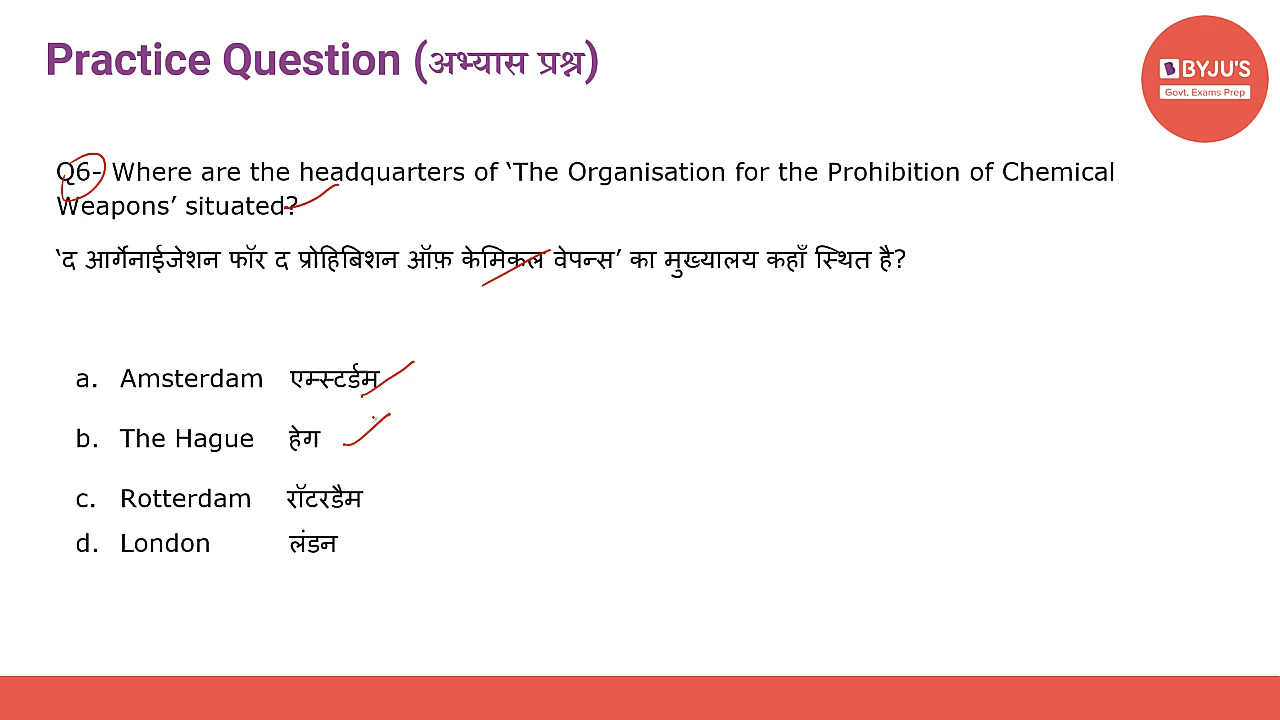 Practice Question (अभ्यास प्रश्न)
BYJU'S
Govt. Exams Prep
Q6- Where are the headquarters of ‘The Organisation for the Prohibition of Chemical
Weapons’ situated?
‘द आर्गेनाईजेशन फॉर द प्रोहिबिशन ऑफ़ केमिकल वेपन्स’ का मुख्यालय कहाँ स्थित है?
a. Amsterdam एम्स्टर्डम
b. The Hague हेग
c. Rotterdam रॉटरडैम
d. London लंडन